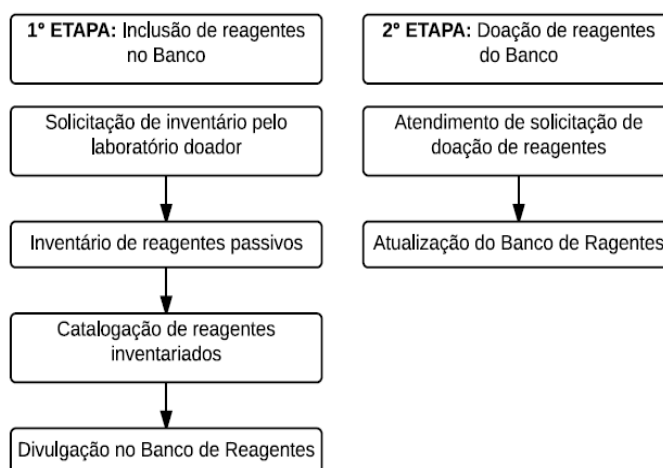 1º ETAPA: Inclusão de reagentes
no Banco
Solicitação de inventário pelo
laboratório doador
Inventário de reagentes passivos
Catalogação de reagentes
inventariados
Divulgação no Banco de Reagentes
2º ETAPA: Doação de reagentes
do Banco
Atendimento de solicitação de
doação de reagentes
Atualização do Banco de Ragentes